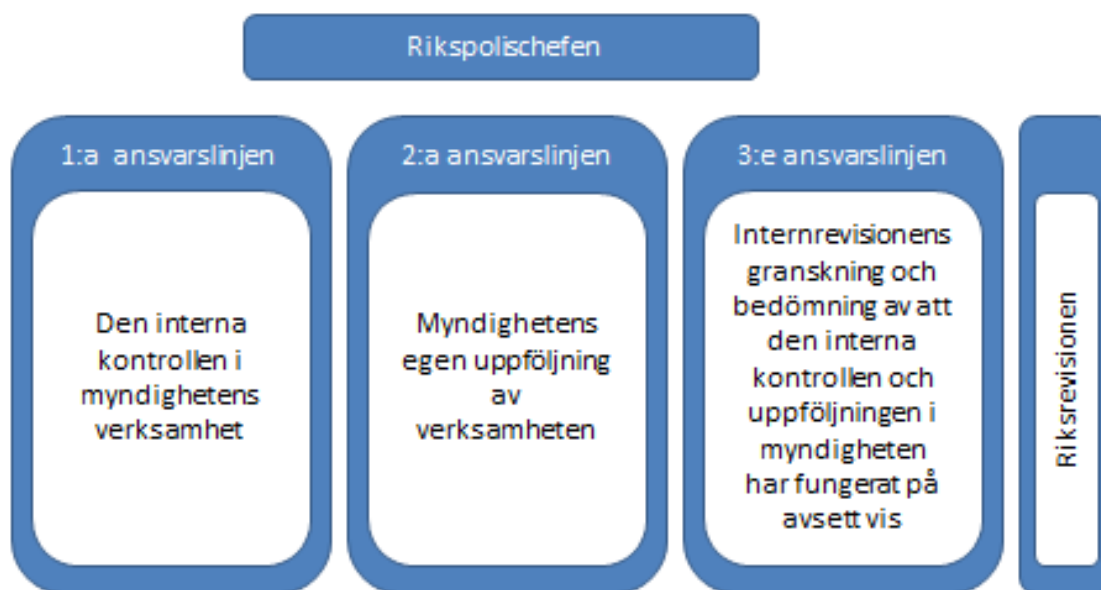 Rikspolischefen
1:a ansvarslinjen
Den interna
kontrollen i
myndighetens
verksamhet
2:a ansvarslinjen
Myndighetens
egen uppföljning
av
verksamheten
3:e ansvarslinjen
Internrevisionens
granskning och
bedömning av att
den interna
kontrollen och
uppföljningen i
myndigheten
har fungerat på
avsett vis
Riksrevisionen